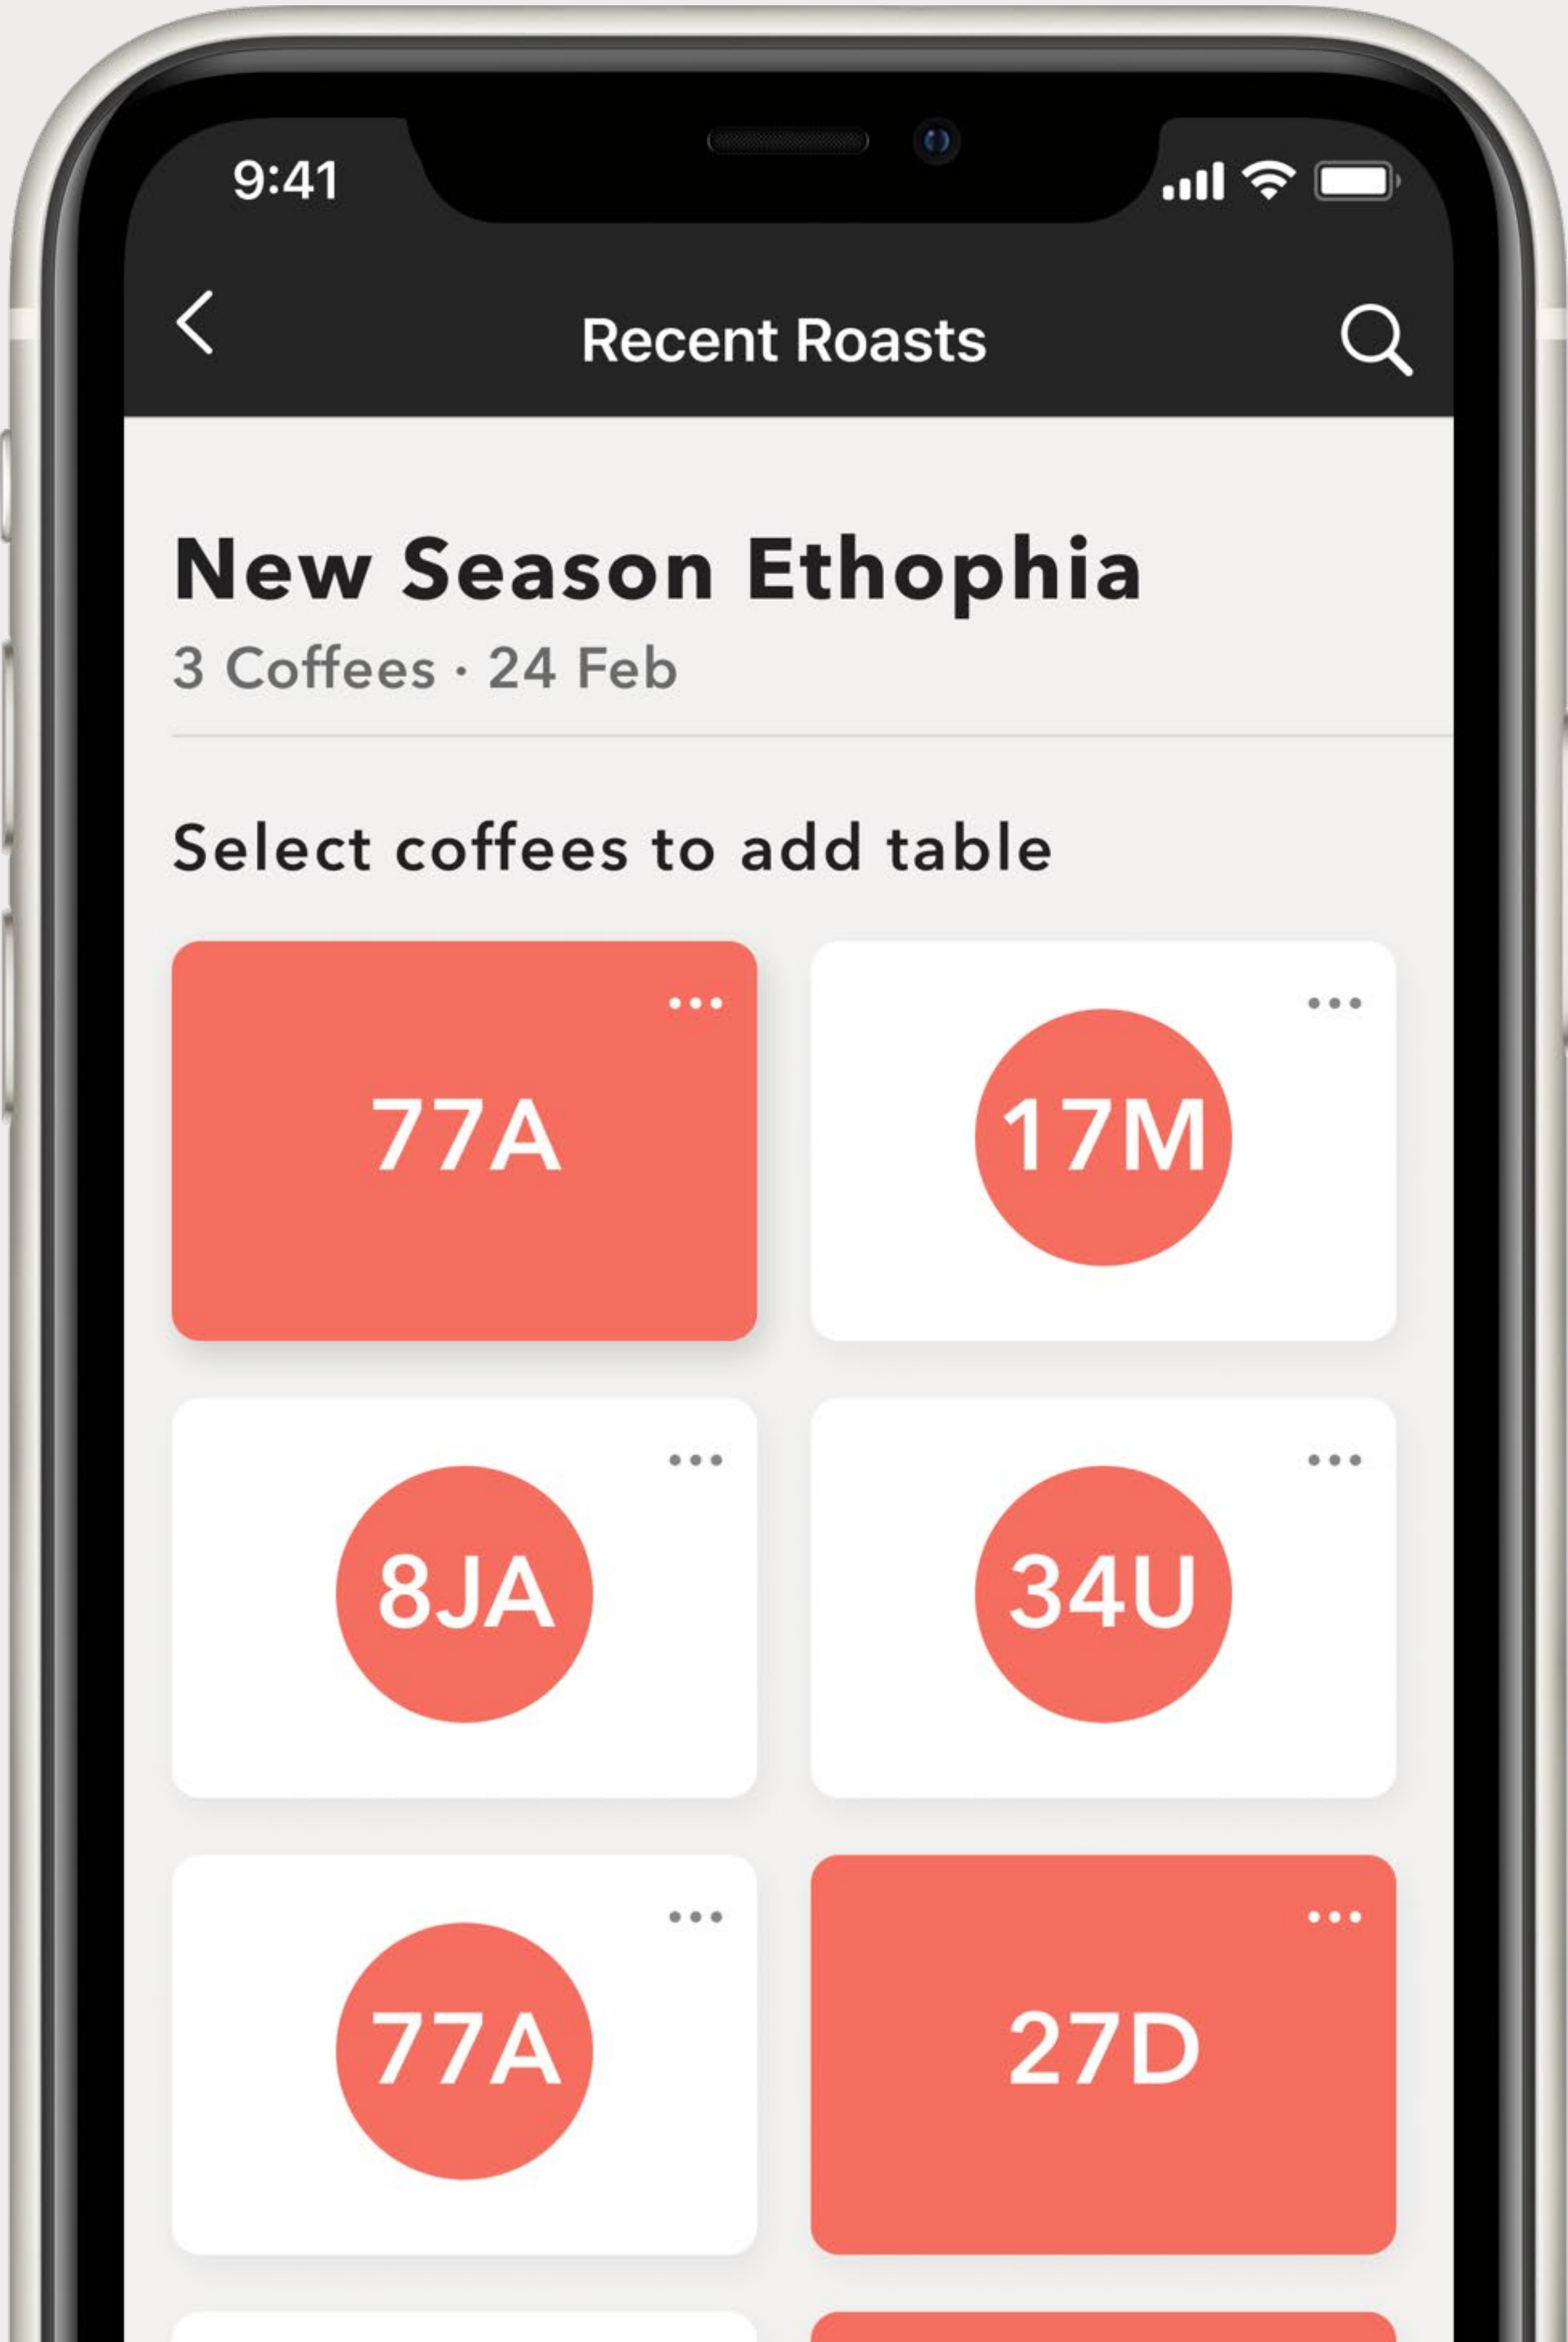 9:41
Recent Roasts
New Season Ethophia
3 Coffees · 24 Feb
Select coffees to add table
77A
17M
8JA
34U
77A
27D